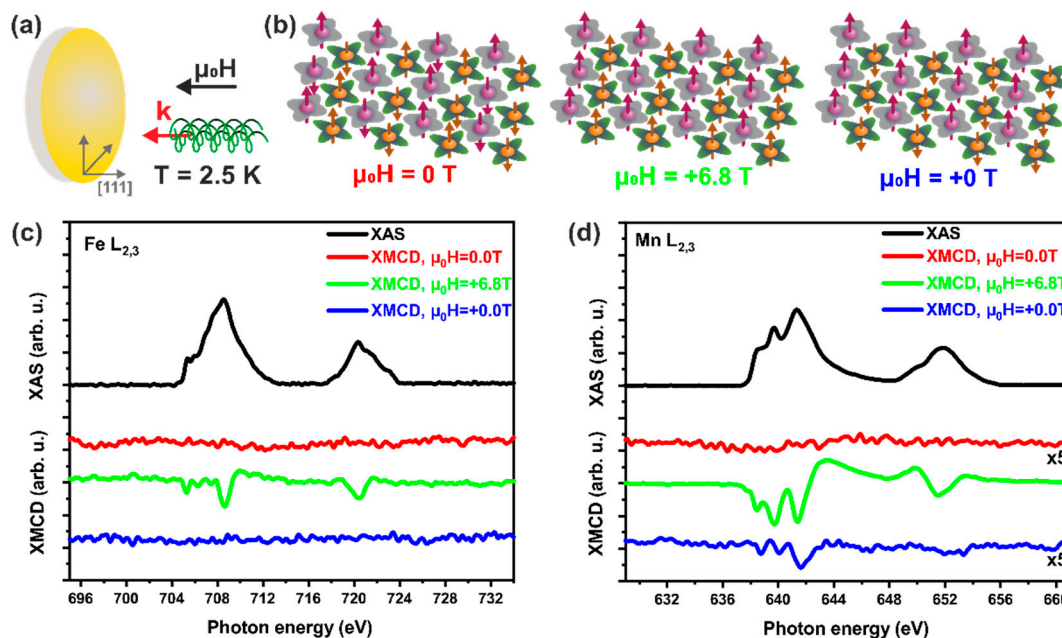 (a)
μ₀H
k
T = 2.5 K
[111]
(b)
μ₀H = 0 T
μ₀H = +6.8 T
μ₀H = +0 T
(c)
Fe L2,3
XAS
XMCD, μ₀H=0.0T
XMCD, μ₀H=+6.8T
XMCD, μ₀H=+0.0T
XAS (arb. u.)
XMCD (arb. u.)
696 700 704 708 712 716 720 724 728 732
Photon energy (eV)
(d)
Mn L2,3
XAS
XMCD, μ₀H=0.0T
XMCD, μ₀H=+6.8T
XMCD, μ₀H=+0.0T
XAS (arb. u.)
XMCD (arb. u.)
x5
x5
632 636 640 644 648 652 656 660
Photon energy (eV)